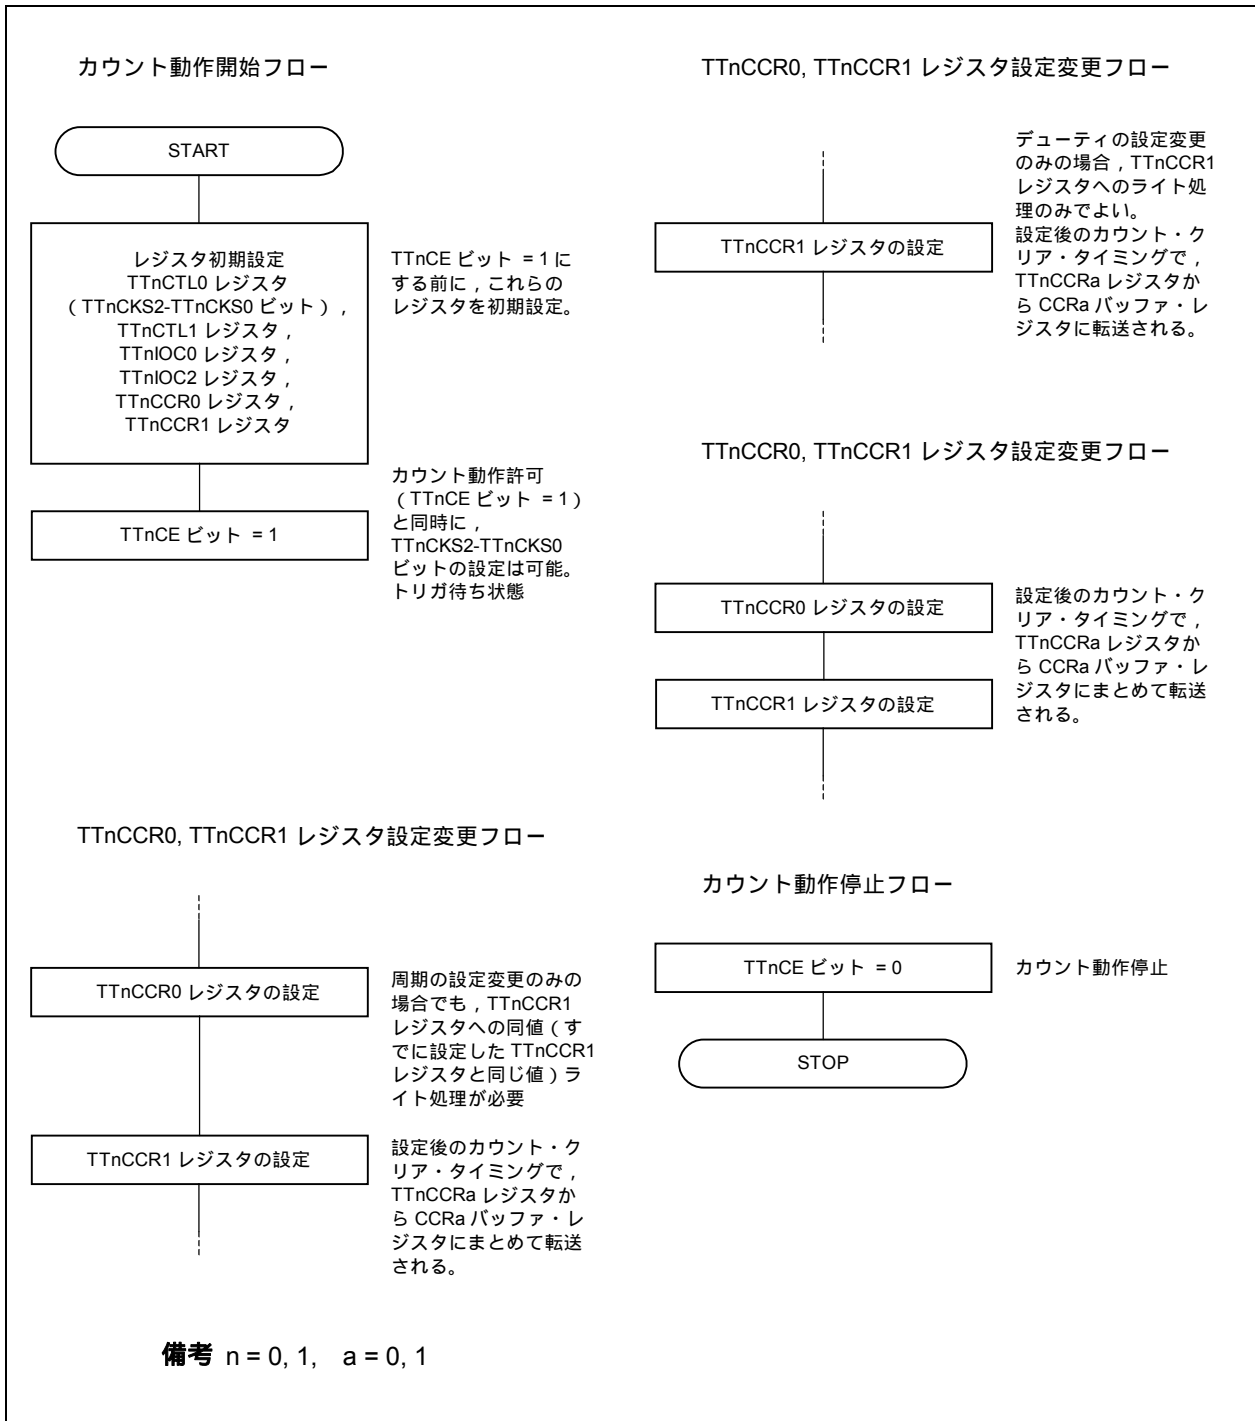 カウント動作開始フロー
START
レジスタ初期設定
TTnCTL0 レジスタ
（TTnCKS2-TTnCKS0 ビット），
TTnCTL1 レジスタ，
TTnIOC0 レジスタ，
TTnIOC2 レジスタ，
TTnCCR0 レジスタ，
TTnCCR1 レジスタ
TTnCE ビット = 1 に
する前に，これらの
レジスタを初期設定。
TTnCE ビット = 1
カウント動作許可
（TTnCE ビット = 1）
と同時に，
TTnCKS2-TTnCKS0
ビットの設定は可能。
トリガ待ち状態
TTnCCR0, TTnCCR1 レジスタ設定変更フロー
TTnCCR0 レジスタの設定
周期の設定変更のみの
場合でも，TTnCCR1
レジスタへの同値（す
でに設定した TTnCCR1
レジスタと同じ値）ラ
イト処理が必要
TTnCCR1 レジスタの設定
設定後のカウント・ク
リア・タイミングで，
TTnCCRa レジスタか
ら CCRa バッファ・レ
ジスタにまとめて転送
される。
TTnCCR0, TTnCCR1 レジスタ設定変更フロー
TTnCCR1 レジスタの設定
デューティの設定変更
のみの場合，TTnCCR1
レジスタへのライト処
理のみでよい。
設定後のカウント・ク
リア・タイミングで，
TTnCCRa レジスタか
ら CCRa バッファ・レ
ジスタに転送される。
TTnCCR0, TTnCCR1 レジスタ設定変更フロー
TTnCCR0 レジスタの設定
TTnCCR1 レジスタの設定
設定後のカウント・ク
リア・タイミングで，
TTnCCRa レジスタか
ら CCRa バッファ・レ
ジスタにまとめて転送
される。
カウント動作停止フロー
TTnCE ビット = 0
カウント動作停止
STOP
備考 n = 0, 1, a = 0, 1